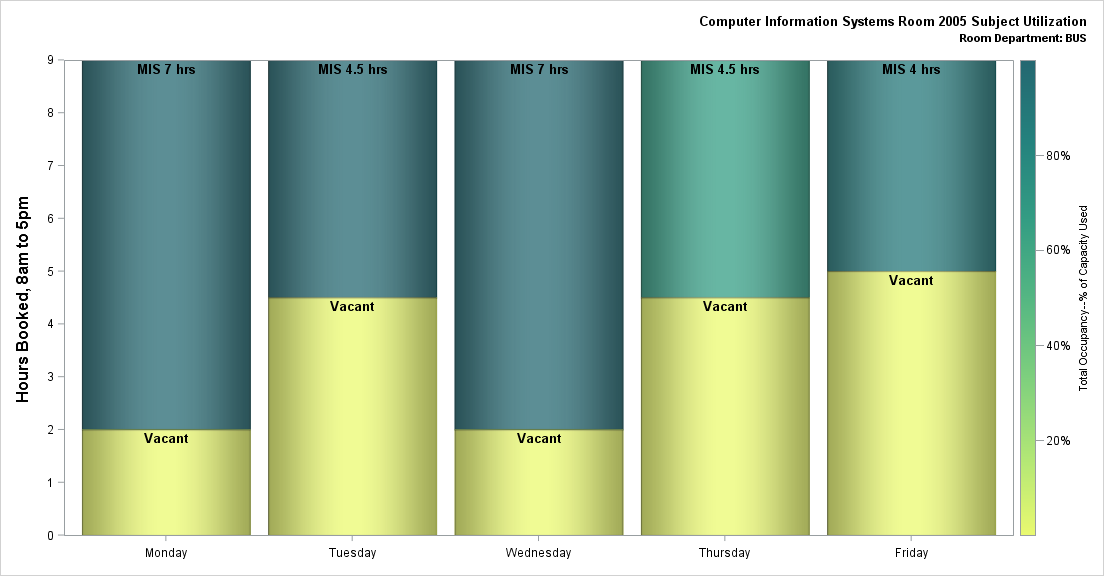 Computer Information Systems Room 2005 Subject Utilization
Room Department: BUS
Hours Booked, 8am to 5pm
9
8
7
6
5
4
3
2
1
0
MIS 7 hrs
MIS 4.5 hrs
MIS 7 hrs
MIS 4.5 hrs
MIS 4 hrs
Vacant
Vacant
Vacant
Vacant
Vacant
Monday
Tuesday
Wednesday
Thursday
Friday
80%
60%
40%
20%
Total Occupancy--% of Capacity Used